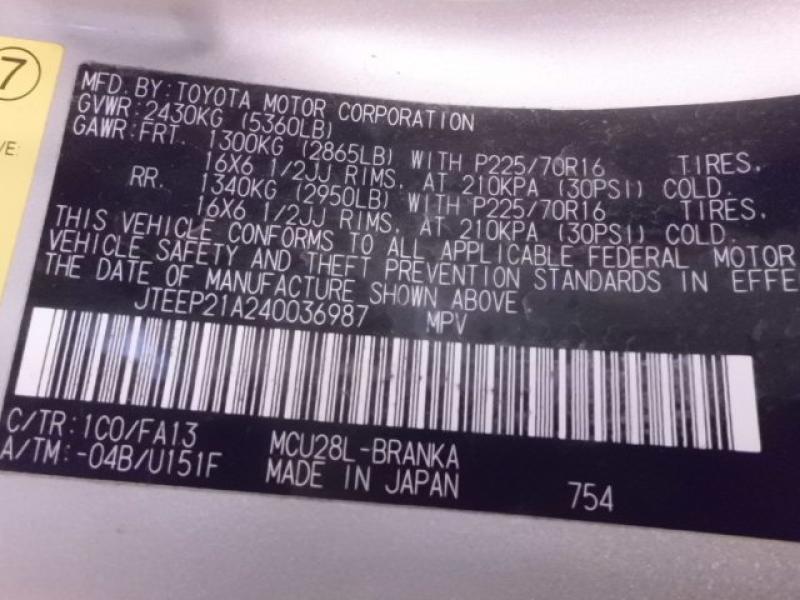 7
VE:
MFD. BY: TOYOTA MOTOR CORPORATION
GVWR: 2430KG (5360LB)
GAWR: FRT. 1300KG (2865LB) WITH P225/70R16 TIRES.
16X6 1/2JJ RIMS, AT 210KPA (30PSI) COLD.
RR. 1340KG (2950LB) WITH P225/70R16 TIRES.
16X6 1/2JJ RIMS, AT 210KPA (30PSI) COLD.
THIS VEHICLE CONFORMS TO ALL APPLICABLE FEDERAL MOTOR
VEHICLE SAFETY AND THEFT PREVENTION STANDARDS IN EFFE
THE DATE OF MANUFACTURE SHOWN ABOVE.
JTEEP21A240036987 MPV
C/TR: 1C0/FA13 MCU28L-BRANKA
A/TM: -04B/U151F MADE IN JAPAN 754